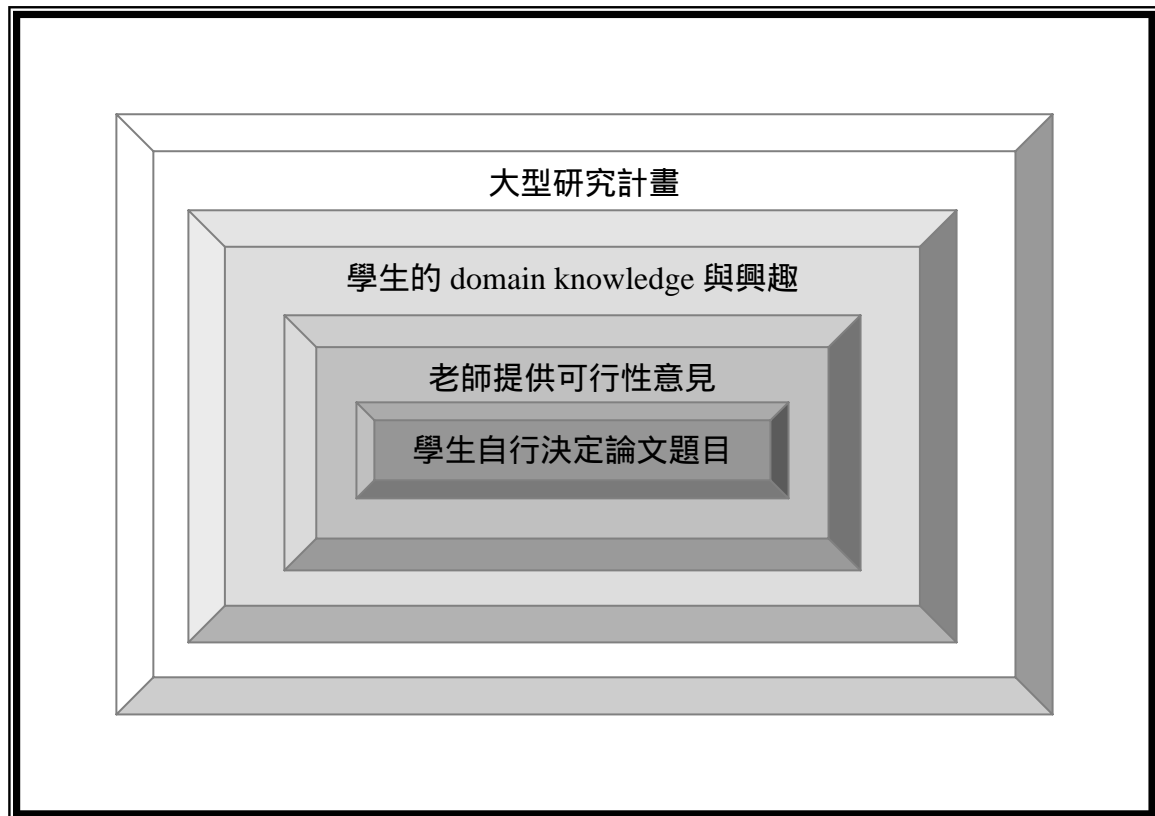 大型研究計畫
學生的 domain knowledge 與興趣
老師提供可行性意見
學生自行決定論文題目